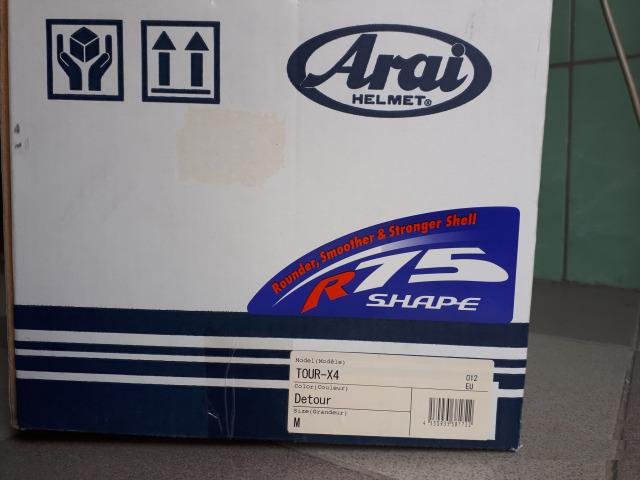 Arai
HELMET®
Rounder, Smoother & Stronger Shell
R75
SHAPE
Model(Modèle)
TOUR-X4 012
Color(Couleur) EU
Detour
Size(Grandeur)
M